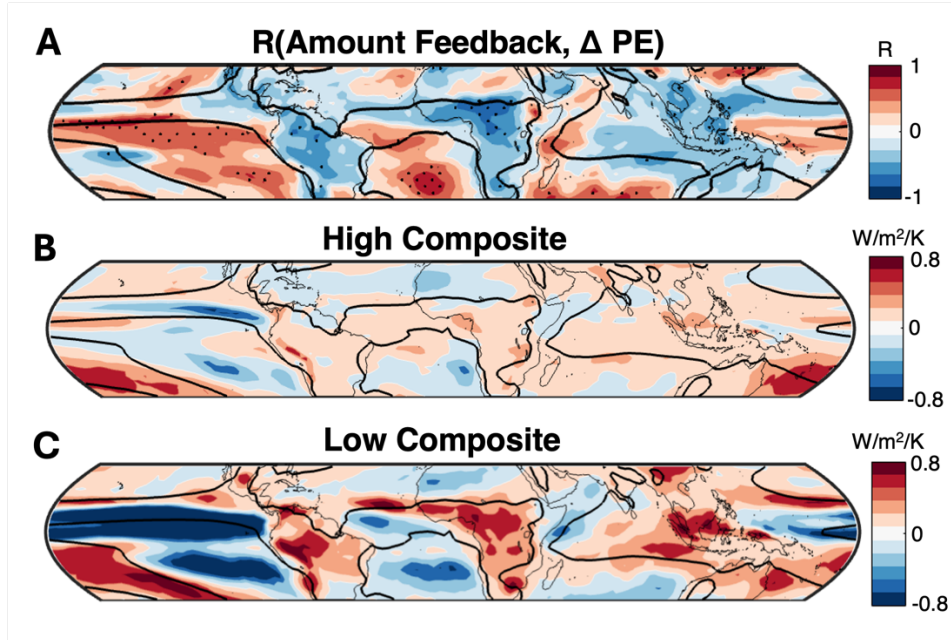 A
R(Amount Feedback, Δ PE)
R
1
0
-1
B
High Composite
W/m²/K
0.8
0
-0.8
C
Low Composite
W/m²/K
0.8
0
-0.8